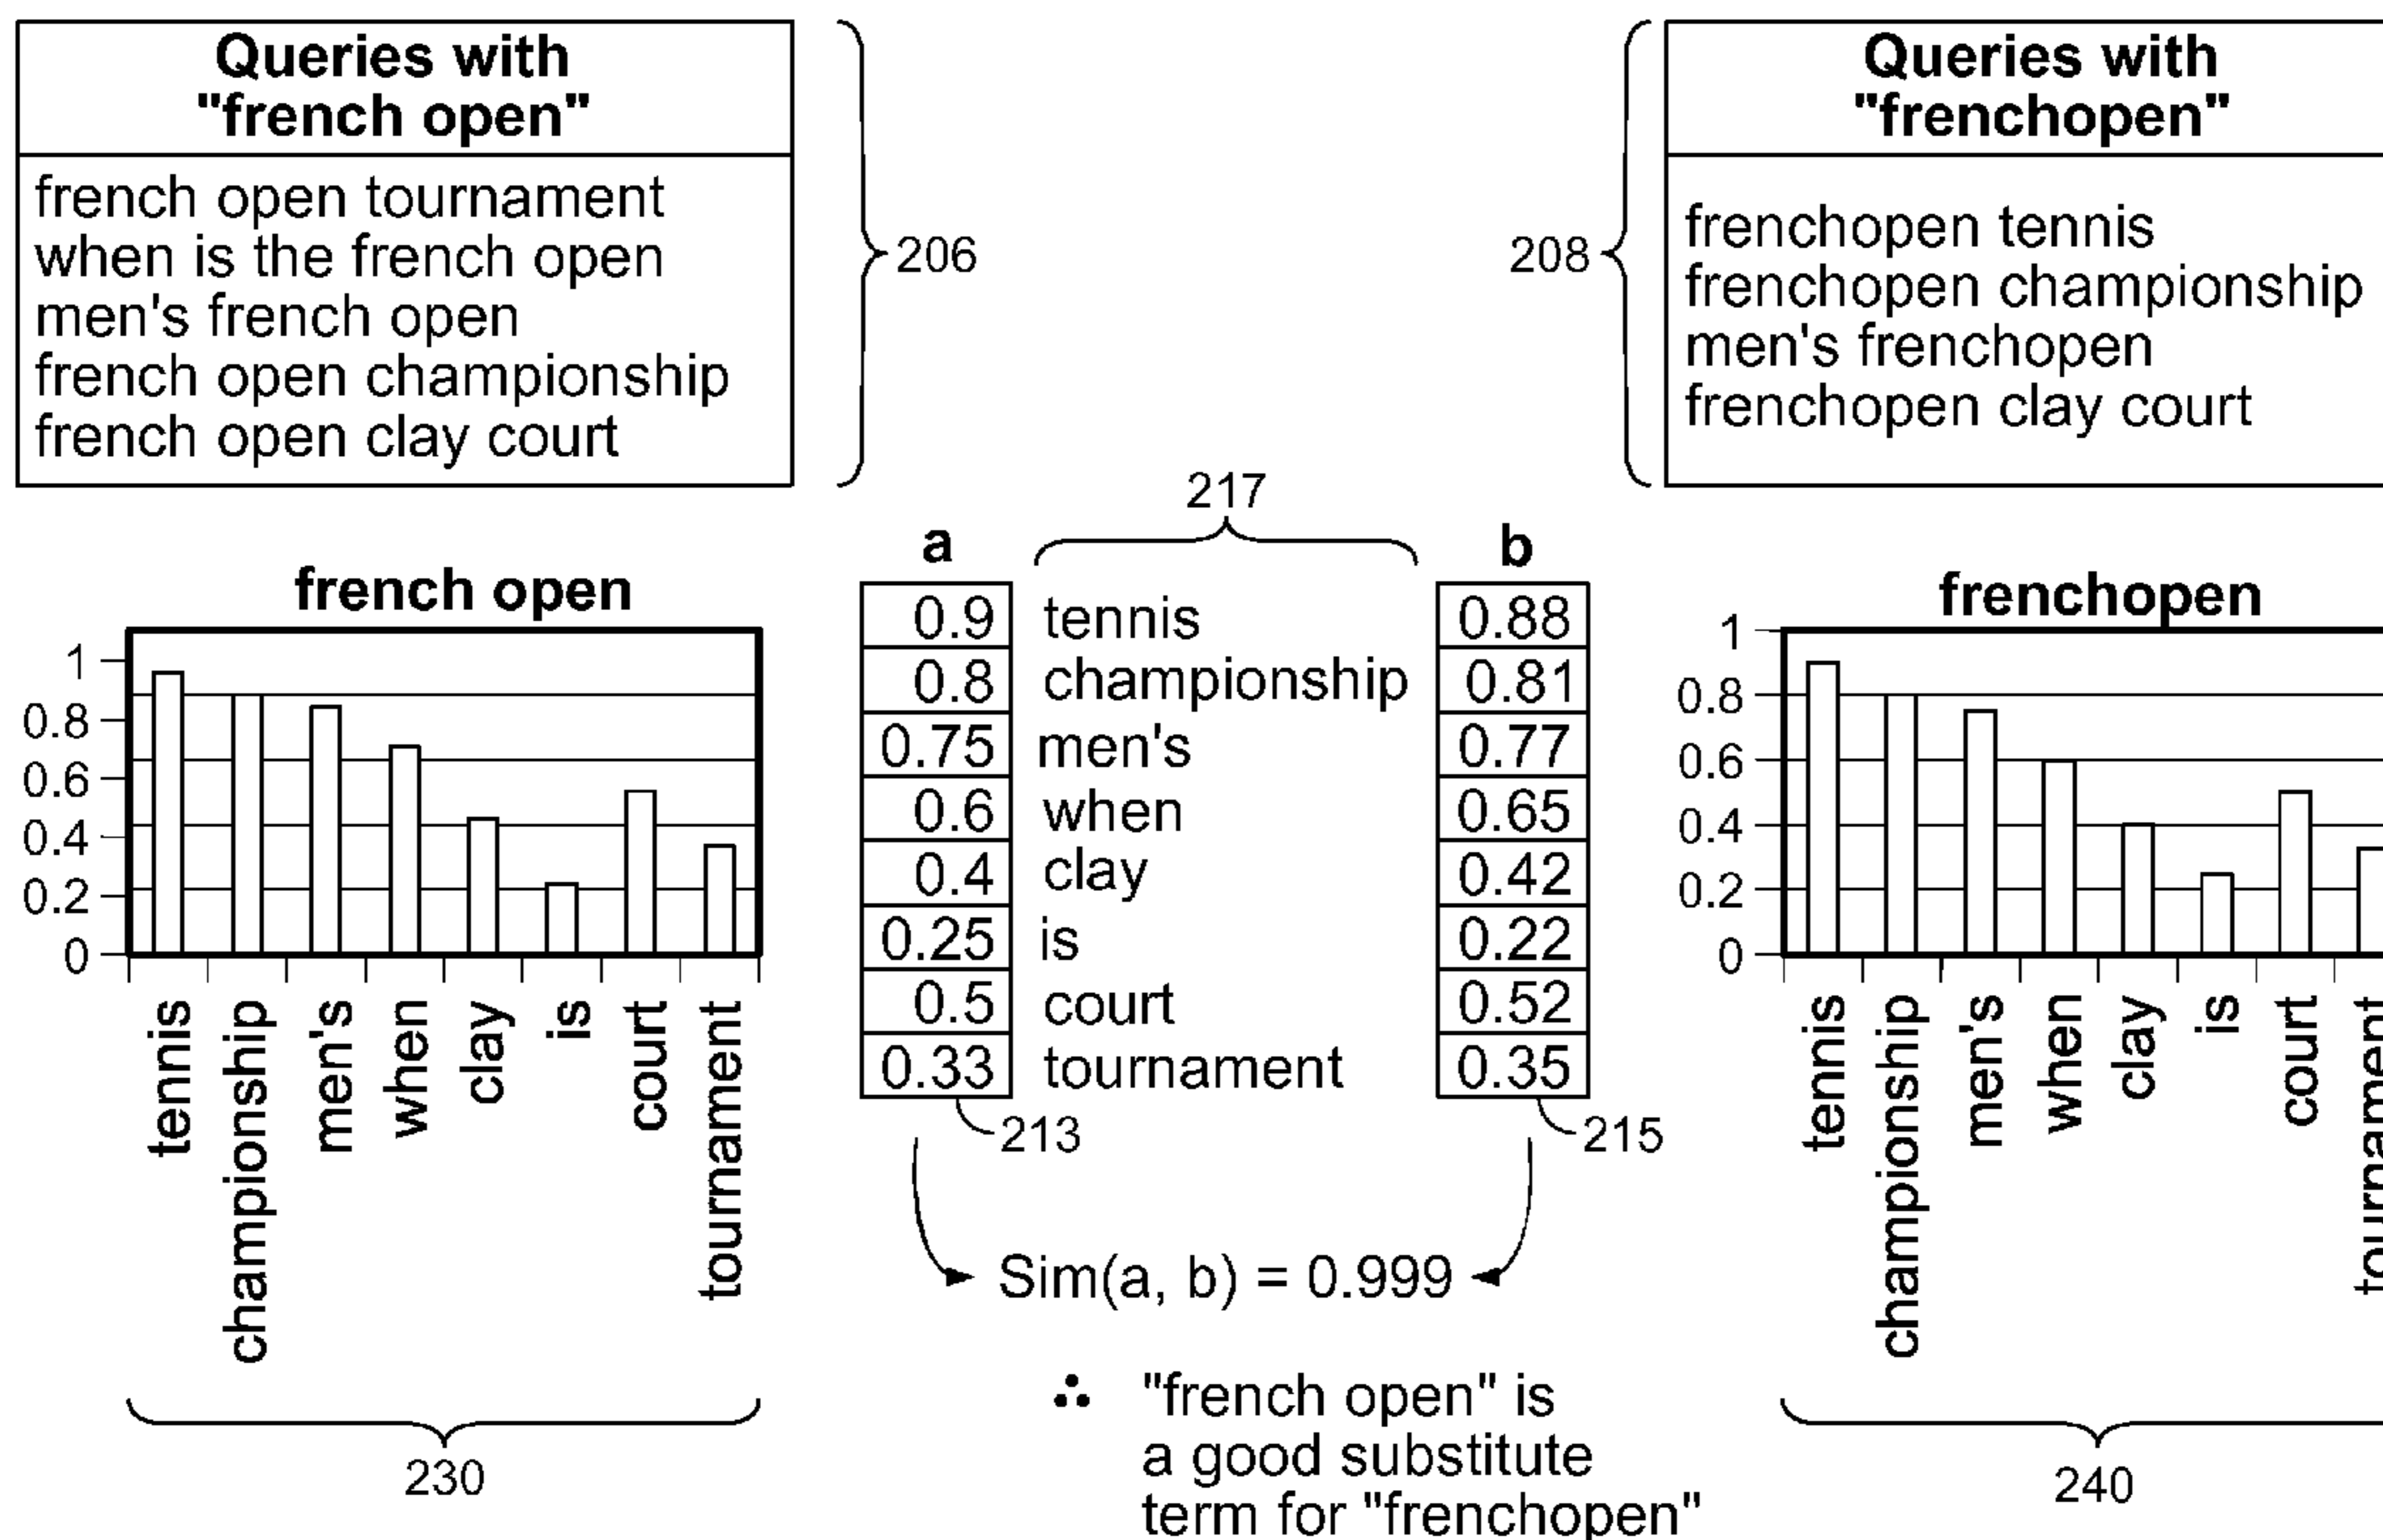 Queries with
"french open"
french open tournament
when is the french open
men's french open
french open championship
french open clay court
206
208
Queries with
"frenchopen"
frenchopen tennis
frenchopen championship
men's frenchopen
frenchopen clay court
french open
1
0.8
0.6
0.4
0.2
0
tennis
championship
men's
when
clay
is
court
tournament
230
217
a
b
0.9 tennis 0.88
0.8 championship 0.81
0.75 men's 0.77
0.6 when 0.65
0.4 clay 0.42
0.25 is 0.22
0.5 court 0.52
0.33 tournament 0.35
213
215
Sim(a, b) = 0.999
∴ "french open" is
a good substitute
term for "frenchopen"
frenchopen
1
0.8
0.6
0.4
0.2
0
tennis
championship
men's
when
clay
is
court
tournament
240